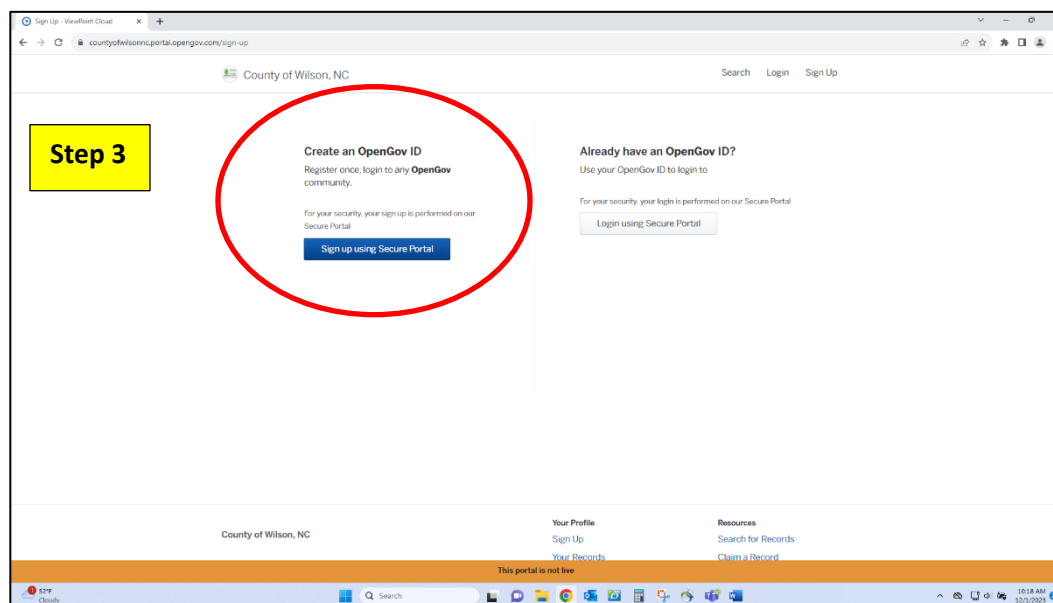 Sign Up - ViewPoint Cloud
countyofwilsonnc.portal.opengov.com/sign-up
County of Wilson, NC
Search Login Sign Up
Step 3
Create an OpenGov ID
Register once, login to any OpenGov
community.
For your security, your sign up is performed on our
Secure Portal
Sign up using Secure Portal
Already have an OpenGov ID?
Use your OpenGov ID to login to
For your security, your login is performed on our Secure Portal
Login using Secure Portal
County of Wilson, NC
Your Profile
Sign Up
Your Records
Resources
Search for Records
Claim a Record
This portal is not live
1
52°F
Cloudy
Search
10:18 AM
12/1/2023